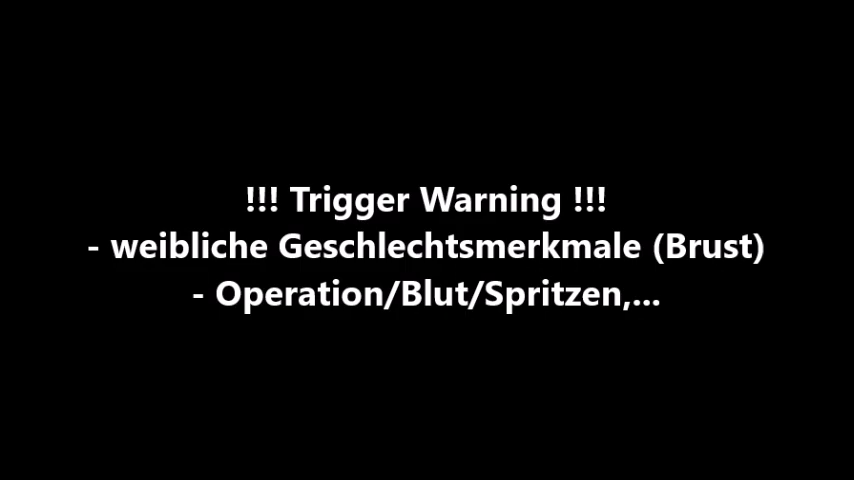 !!! Trigger Warning !!!
- weibliche Geschlechtsmerkmale (Brust)
- Operation/Blut/Spritzen,...